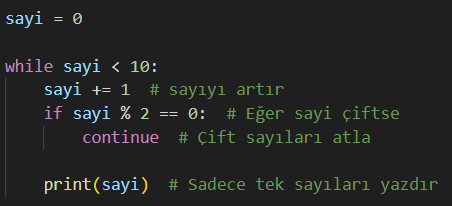 sayi = 0
while sayi < 10:
    sayi += 1  # sayıyı artır
    if sayi % 2 == 0:  # Eğer sayi çiftse
        continue  # Çift sayıları atla
    print(sayi)  # Sadece tek sayıları yazdır